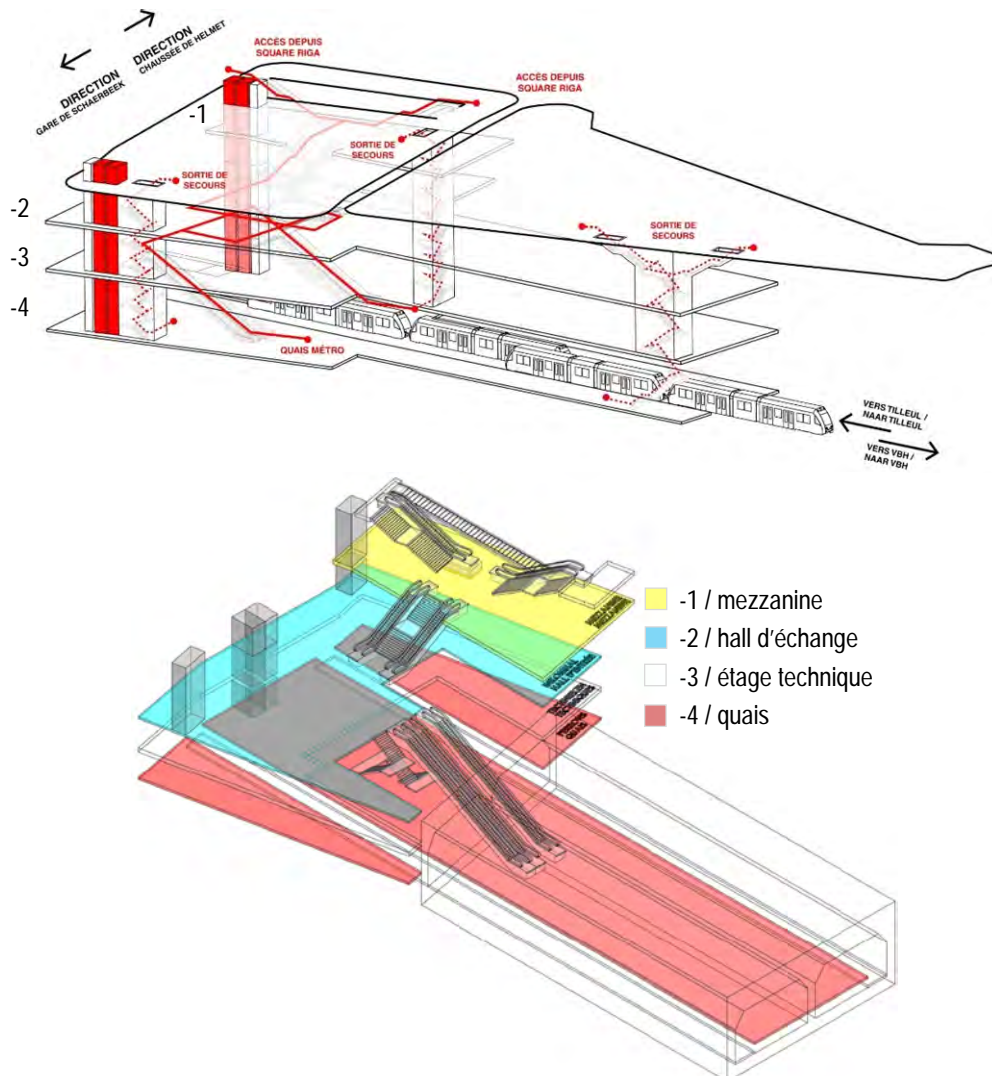 DIRECTION
CHAUSSÉE DE HELMET
DIRECTION
GARE DE SCHAERBEEK
ACCÈS DEPUIS
SQUARE RIGA
ACCÈS DEPUIS
SQUARE RIGA
-1
SORTIE DE
SECOURS
SORTIE DE
SECOURS
-2
SORTIE DE
SECOURS
-3
-4
QUAIS MÉTRO
VERS TILLEUL /
NAAR TILLEUL
VERS VBH /
NAAR VBH
-1 / mezzanine
-2 / hall d'échange
-3 / étage technique
-4 / quais